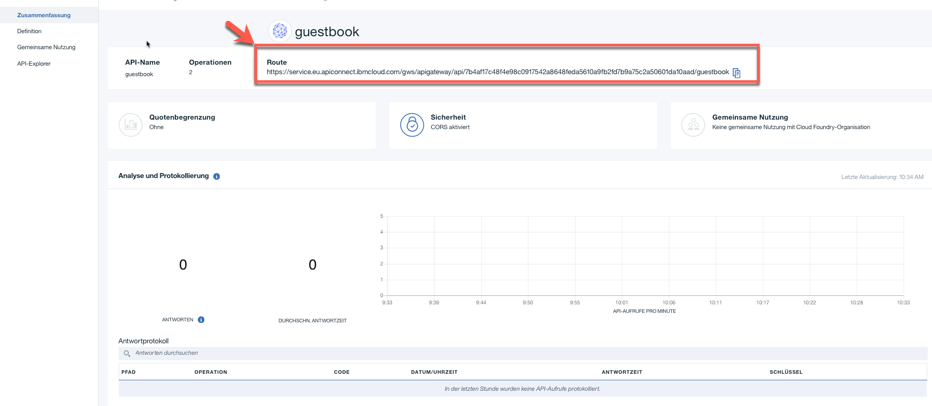 Zusammenfassung
Definition
Gemeinsame Nutzung
API-Explorer
guestbook
API-Name
guestbook
Operationen
2
Route
https://service.eu.apiconnect.ibmcloud.com/gws/apigateway/api/7b4af17c48f4e98c0917542a8648feda5610a9fb2fd7b9a75c2a50601da10aad/guestbook
Quotenbegrenzung
Ohne
Sicherheit
CORS aktiviert
Gemeinsame Nutzung
Keine gemeinsame Nutzung mit Cloud Foundry-Organisation
Analyse und Protokollierung
Letzte Aktualisierung: 10:34 AM
0
ANTWORTEN
0
DURCHSCHN. ANTWORTZEIT
5
4
3
2
1
0
9:33 9:39 9:44 9:50 9:55 10:01 10:06 10:11 10:17 10:22 10:28 10:33
API-AUFRUFE PRO MINUTE
Antwortprotokoll
Antworten durchsuchen
PFAD OPERATION CODE DATUM/UHRZEIT ANTWORTZEIT SCHLÜSSEL
In der letzten Stunde wurden keine API-Aufrufe protokolliert.